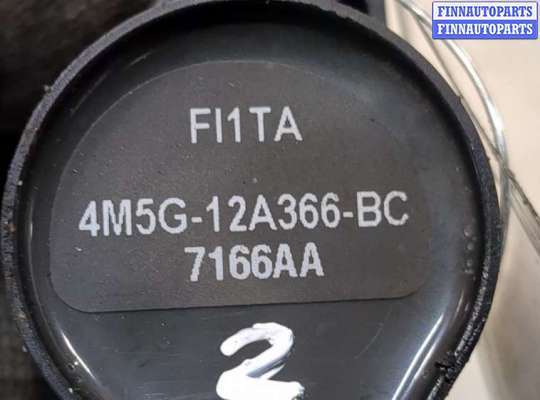 FINNAUTOPARTS
FINNAUTOPARTS
FI1TA
4M5G-12A366-BC
7166AA
2